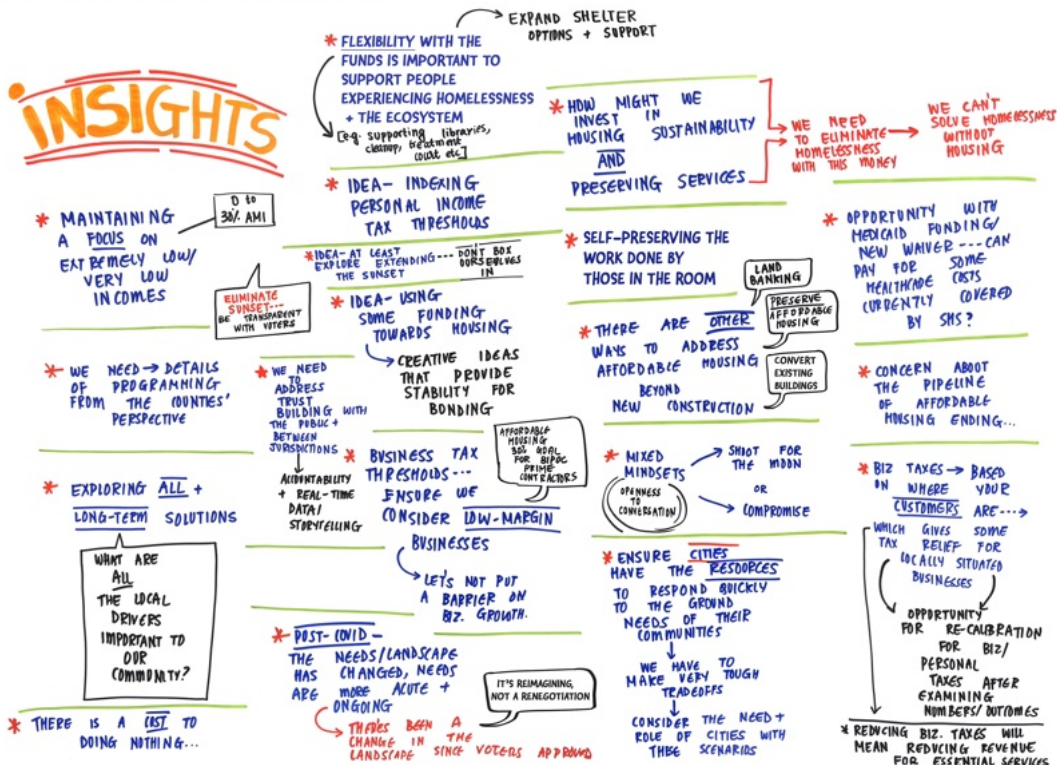 INSIGHTS
* MAINTAINING
A FOCUS ON
EXTREMELY LOW/
VERY LOW
INCOMES
0 to
30% AMI
* WE NEED → DETAILS
OF PROGRAMMING
FROM THE COUNTIES'
PERSPECTIVE
* EXPLORING ALL +
LONG-TERM SOLUTIONS
WHAT ARE
ALL
THE LOCAL
DRIVERS
IMPORTANT TO
OUR
COMMUNITY?
* THERE IS A COST TO
DOING NOTHING...
* FLEXIBILITY WITH THE
FUNDS IS IMPORTANT TO
SUPPORT PEOPLE
EXPERIENCING HOMELESSNESS
+ THE ECOSYSTEM
[e.g. supporting libraries,
cleanup, treatment
court etc]
EXPAND SHELTER
OPTIONS + SUPPORT
* IDEA- INDEXING
PERSONAL INCOME
TAX THRESHOLDS
* IDEA- AT LEAST
EXPLORE EXTENDING---
THE SUNSET
DON'T BOX
OURSELVES
IN
ELIMINATE
SUNSET---
BE TRANSPARENT
WITH VOTERS
* IDEA- USING
SOME FUNDING
TOWARDS HOUSING
CREATIVE IDEAS
THAT PROVIDE
STABILITY FOR
BONDING
* WE NEED
TO
ADDRESS
TRUST
BUILDING WITH
THE PUBLIC +
BETWEEN
JURISDICTIONS
ACCOUNTABILITY
+ REAL-TIME
DATA/
STORYTELLING
* BUSINESS TAX
THRESHOLDS---
ENSURE WE
CONSIDER LOW-MARGIN
BUSINESSES
AFFORDABLE
HOUSING
30% GOAL
FOR BIPOC
PRIME
CONTRACTORS
LET'S NOT PUT
A BARRIER ON
BIZ. GROWTH.
* POST-COVID-
THE NEEDS/LANDSCAPE
HAS CHANGED, NEEDS
ARE MORE ACUTE +
ONGOING
THERE'S BEEN A
CHANGE IN THE
LANDSCAPE SINCE VOTERS APPROVED
IT'S REIMAGINING,
NOT A RENEGOTIATION
* HOW MIGHT WE
INVEST IN
HOUSING SUSTAINABILITY
AND
PRESERVING SERVICES
WE NEED
TO ELIMINATE
HOMELESSNESS
WITH THIS MONEY
WE CAN'T
SOLVE HOMELESSNESS
WITHOUT
HOUSING
* SELF-PRESERVING THE
WORK DONE BY
THOSE IN THE ROOM
* THERE ARE OTHER
WAYS TO ADDRESS
AFFORDABLE HOUSING
BEYOND
NEW CONSTRUCTION
LAND
BANKING
PRESERVE
AFFORDABLE
HOUSING
CONVERT
EXISTING
BUILDINGS
* MIXED
MINDSETS
OPENNESS
TO
CONVERSATION
SHOOT FOR
THE MOON
OR
COMPROMISE
* ENSURE CITIES
HAVE THE RESOURCES
TO RESPOND QUICKLY
TO THE GROUND
NEEDS OF THEIR
COMMUNITIES
WE HAVE TO
MAKE VERY TOUGH
TRADEOFFS
CONSIDER THE NEED +
ROLE OF CITIES WITH
THESE SCENARIOS
* OPPORTUNITY WITH
MEDICAID FUNDING/
NEW WAIVER ---- CAN
PAY FOR SOME
HEALTHCARE COSTS
CURRENTLY COVERED
BY SHS?
* CONCERN ABOUT
THE PIPELINE
OF AFFORDABLE
HOUSING ENDING...
* BIZ TAXES → BASED
ON WHERE YOUR
CUSTOMERS ARE --→
WHICH GIVES SOME
TAX RELIEF FOR
LOCALLY SITUATED
BUSINESSES
OPPORTUNITY
FOR RE-CALIBRATION
FOR BIZ/
PERSONAL
TAXES AFTER
EXAMINING
NUMBERS/OUTCOMES
* REDUCING BIZ. TAXES WILL
MEAN REDUCING REVENUE
FOR ESSENTIAL SERVICES